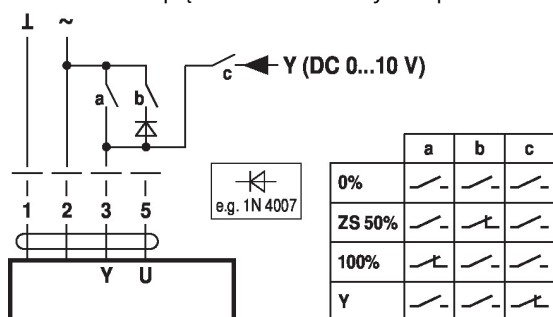 ⊥ ~
a b c Y (DC 0...10 V)
1 2 3 5
Y U
e.g. 1N 4007
a b c
0%
ZS 50%
100%
Y